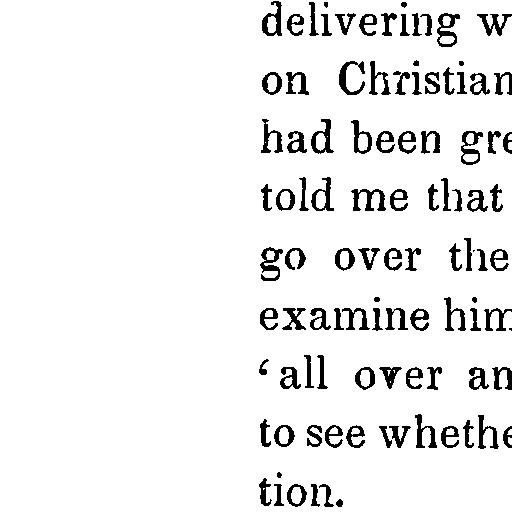 delivering w
on Christian
had been gre
told me that
go over the
examine him
‘all over an
to see whethe
tion.